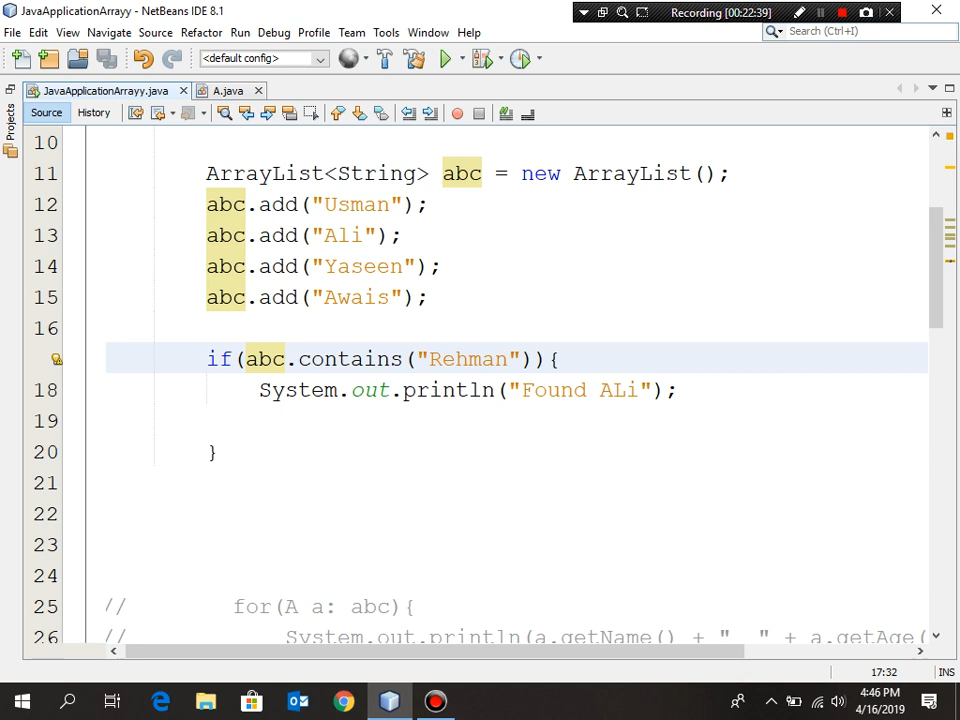 JavaApplicationArrayy - NetBeans IDE 8.1
Recording [00:22:39]
File Edit View Navigate Source Refactor Run Debug Profile Team Tools Window Help
Search (Ctrl+I)
<default config>
JavaApplicationArrayy.java
A.java
Projects
Source History
10
11 ArrayList<String> abc = new ArrayList();
12 abc.add("Usman");
13 abc.add("Ali");
14 abc.add("Yaseen");
15 abc.add("Awais");
16
if(abc.contains("Rehman")){
18 System.out.println("Found ALi");
19
20 }
21
22
23
24
25 // for(A a: abc){
26 // System.out.println(a.getName() + " " + a.getAge(
17:32 INS
4:46 PM
4/16/2019